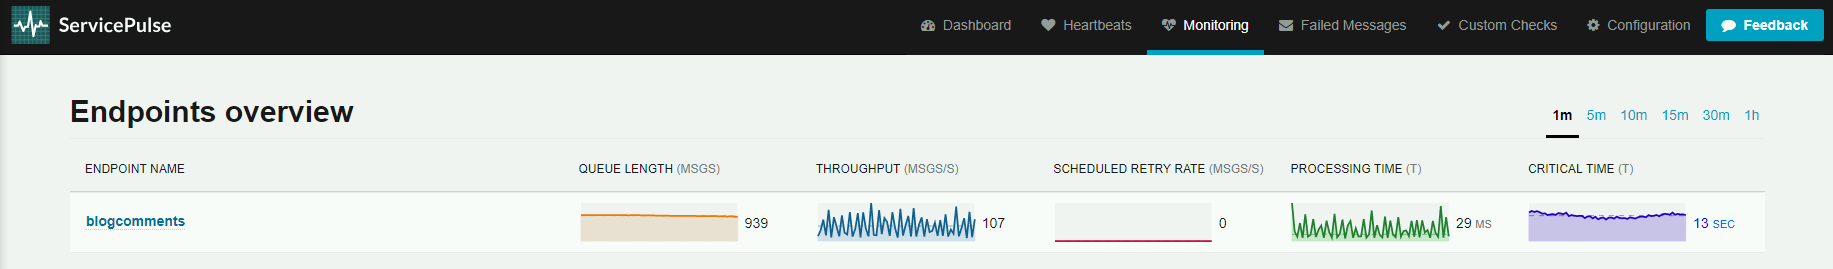 ServicePulse Dashboard Heartbeats Monitoring Failed Messages Custom Checks Configuration Feedback
Endpoints overview
1m 5m 10m 15m 30m 1h
ENDPOINT NAME QUEUE LENGTH (MSGS) THROUGHPUT (MSGS/S) SCHEDULED RETRY RATE (MSGS/S) PROCESSING TIME (T) CRITICAL TIME (T)
blogcomments 939 107 0 29 MS 13 SEC